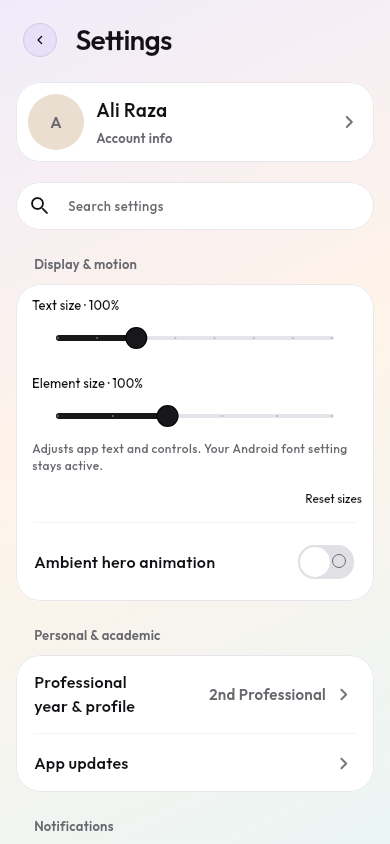 Settings
A
Ali Raza
Account info
Search settings
Display & motion
Text size · 100%
Element size · 100%
Adjusts app text and controls. Your Android font setting
stays active.
Reset sizes
Ambient hero animation
Personal & academic
Professional
year & profile
2nd Professional
App updates
Notifications